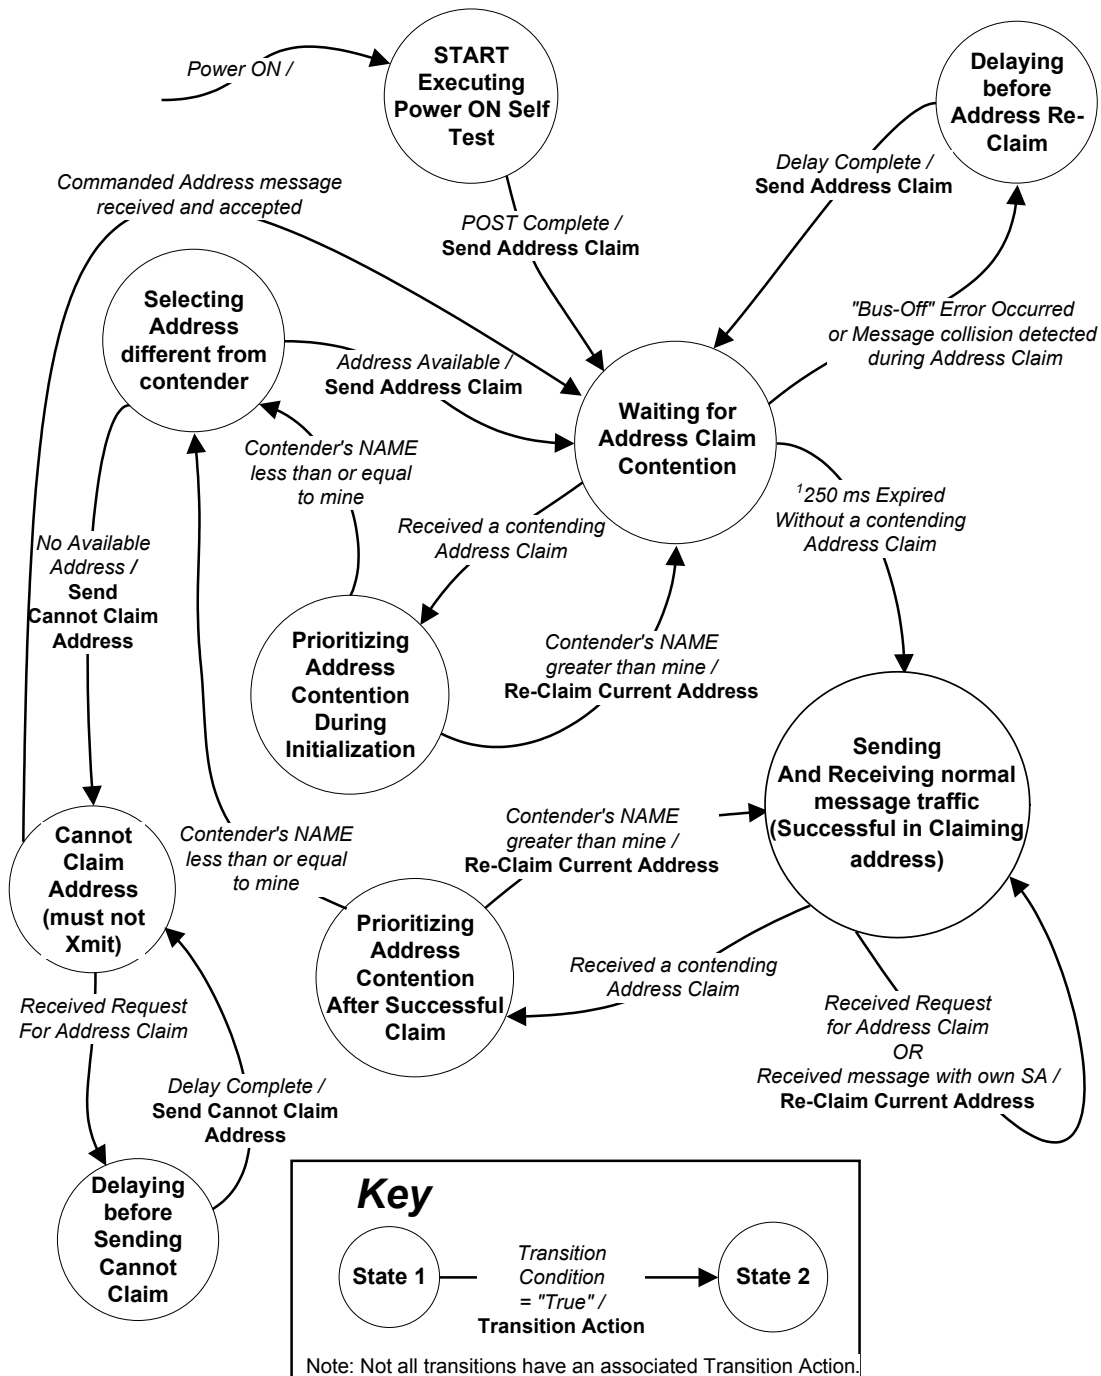 Power ON /
START
Executing
Power ON Self
Test
Delaying
before
Address Re-
Claim
Commanded Address message
received and accepted
POST Complete /
Send Address Claim
Delay Complete /
Send Address Claim
Selecting
Address
different from
contender
Address Available /
Send Address Claim
"Bus-Off" Error Occurred
or Message collision detected
during Address Claim
Waiting for
Address Claim
Contention
Contender's NAME
less than or equal
to mine
Received a contending
Address Claim
1250 ms Expired
Without a contending
Address Claim
No Available
Address /
Send
Cannot Claim
Address
Prioritizing
Address
Contention
During
Initialization
Contender's NAME
greater than mine /
Re-Claim Current Address
Sending
And Receiving normal
message traffic
(Successful in Claiming
address)
Cannot
Claim
Address
(must not
Xmit)
Contender's NAME
less than or equal
to mine
Contender's NAME
greater than mine /
Re-Claim Current Address
Prioritizing
Address
Contention
After Successful
Claim
Received a contending
Address Claim
Received Request
For Address Claim
Received Request
for Address Claim
OR
Received message with own SA /
Re-Claim Current Address
Delay Complete /
Send Cannot Claim
Address
Delaying
before
Sending
Cannot
Claim
Key
State 1
Transition
Condition
= "True" /
Transition Action
State 2
Note: Not all transitions have an associated Transition Action.